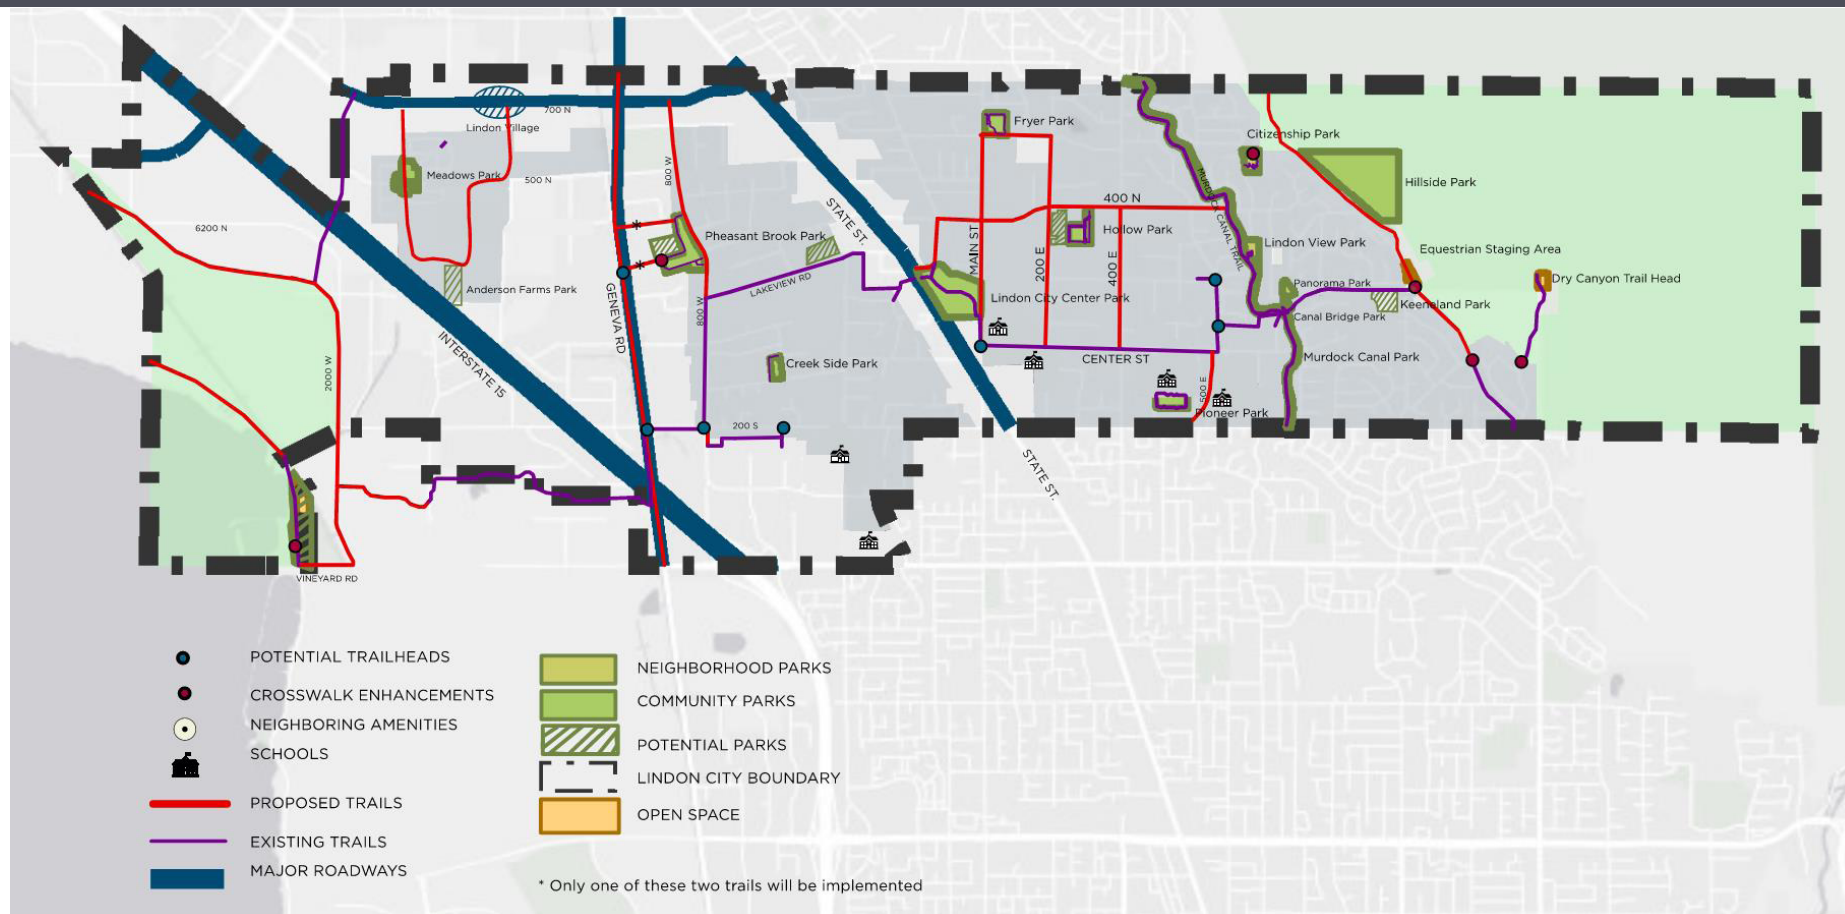 700 N
Lindon Village
Fryer Park
Citizenship Park
Meadows Park
500 N
800 W
MURDOCK CANAL TRAIL
Hillside Park
STATE ST.
400 N
6200 N
*
Pheasant Brook Park
MAIN ST
Hollow Park
Lindon View Park
Equestrian Staging Area
*
200 E
400 E
Dry Canyon Trail Head
Anderson Farms Park
LAKEVIEW RD
Lindon City Center Park
Panorama Park
Keeneland Park
GENEVA RD
800 W
Canal Bridge Park
INTERSTATE 15
2000 W
Creek Side Park
CENTER ST
Murdock Canal Park
500 E
Pioneer Park
200 S
STATE ST.
VINEYARD RD
POTENTIAL TRAILHEADS
CROSSWALK ENHANCEMENTS
NEIGHBORING AMENITIES
SCHOOLS
PROPOSED TRAILS
EXISTING TRAILS
MAJOR ROADWAYS
NEIGHBORHOOD PARKS
COMMUNITY PARKS
POTENTIAL PARKS
LINDON CITY BOUNDARY
OPEN SPACE
* Only one of these two trails will be implemented